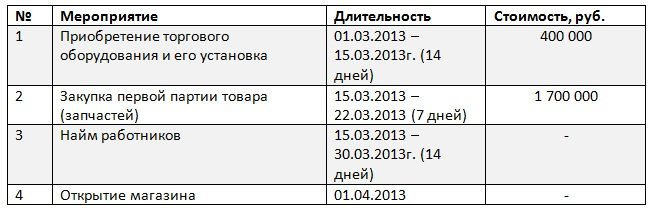 № Мероприятие Длительность Стоимость, руб.
1 Приобретение торгового 01.03.2013 – 400 000
оборудования и его установка 15.03.2013г. (14
дней)
2 Закупка первой партии товара 15.03.2013 – 1 700 000
(запчастей) 22.03.2013 (7 дней)
3 Найм работников 15.03.2013 – -
30.03.2013г. (14
дней)
4 Открытие магазина 01.04.2013 -